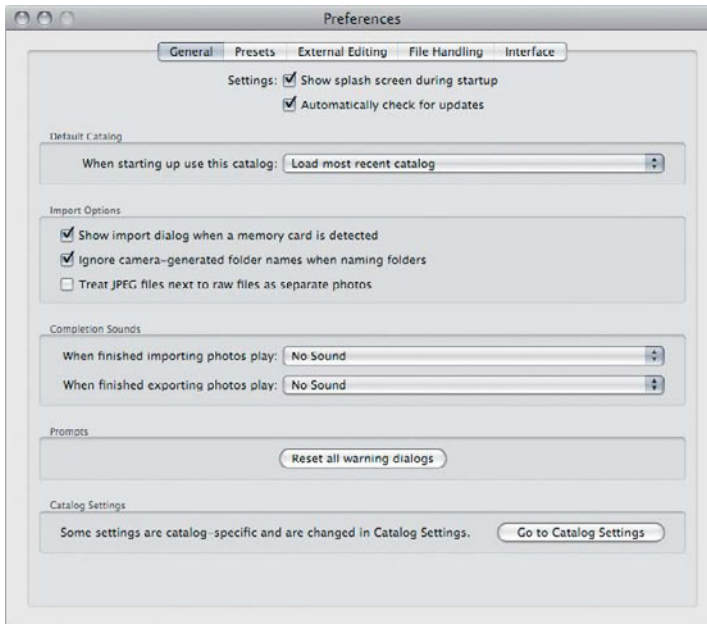 Preferences
General Presets External Editing File Handling Interface
Settings: Show splash screen during startup
Automatically check for updates
Default Catalog
When starting up use this catalog: Load most recent catalog
Import Options
Show import dialog when a memory card is detected
Ignore camera-generated folder names when naming folders
Treat JPEG files next to raw files as separate photos
Completion Sounds
When finished importing photos play: No Sound
When finished exporting photos play: No Sound
Prompts
Reset all warning dialogs
Catalog Settings
Some settings are catalog-specific and are changed in Catalog Settings. Go to Catalog Settings